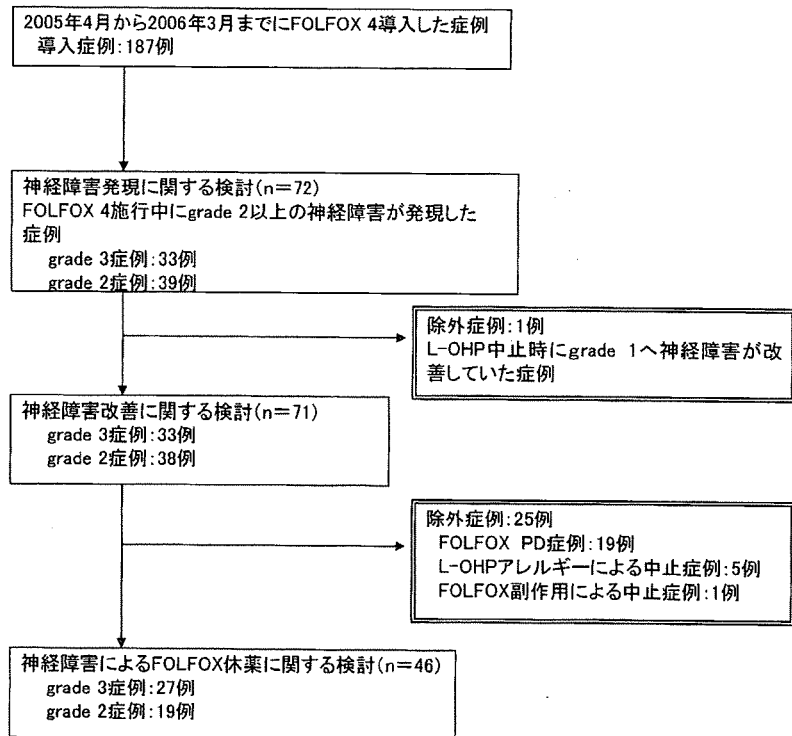 2005年4月から2006年3月までにFOLFOX 4導入した症例
導入症例:187例
神経障害発現に関する検討(n=72)
FOLFOX 4施行中にgrade 2以上の神経障害が発現した
症例
grade 3症例:33例
grade 2症例:39例
除外症例:1例
L-OHP中止時にgrade 1へ神経障害が改
善していた症例
神経障害改善に関する検討(n=71)
grade 3症例:33例
grade 2症例:38例
除外症例:25例
FOLFOX PD症例:19例
L-OHPアレルギーによる中止症例:5例
FOLFOX副作用による中止症例:1例
神経障害によるFOLFOX休薬に関する検討(n=46)
grade 3症例:27例
grade 2症例:19例